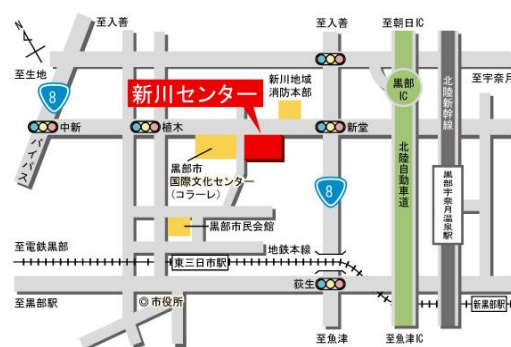 N
至入善
至入善
至朝日IC
至生地
8
新川地域
消防本部
黒部
IC
北陸新幹線
至宇奈月
新川センター
中新
植木
新堂
バイパス
黒部市
国際文化センター
(コラーレ)
8
北陸自動車道
黒部宇奈月温泉駅
黒部市民会館
至電鉄黒部
地鉄本線
東三日市駅
荻生
至黒部駅
◎市役所
新黒部駅
至魚津
至魚津IC